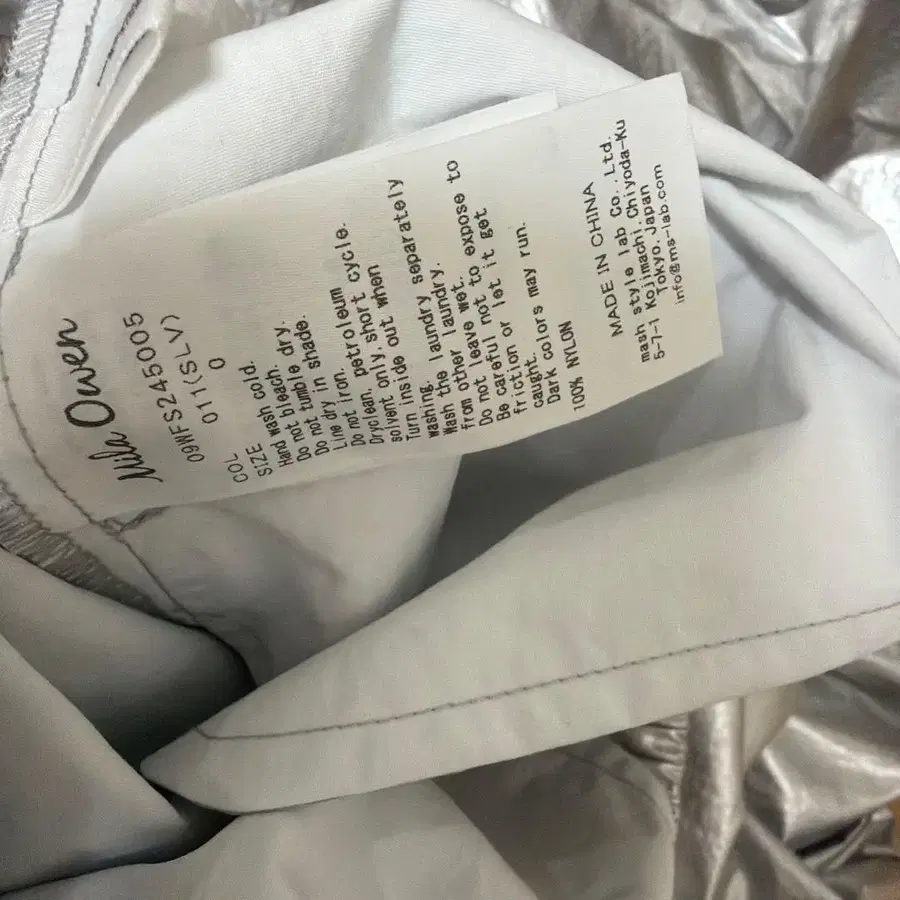 Nila Owen
09WFS245005
COL 011(SLV)
SIZE 0
Hand wash cold.
Do not bleach.
Do not tumble dry.
Line dry in shade.
Do not iron.
Dryclean, petroleum
solvent only short cycle.
Turn inside out when
washing.
Wash the laundry separately
from other laundry.
Do not leave wet.
Be careful not to expose to
friction or let it get
caught.
Dark colors may run.
100% NYLON
MADE IN CHINA
mash style lab Co., Ltd.
5-7-1 Kojimachi, Chiyoda-Ku
Tokyo, Japan
info@ms-lab.com